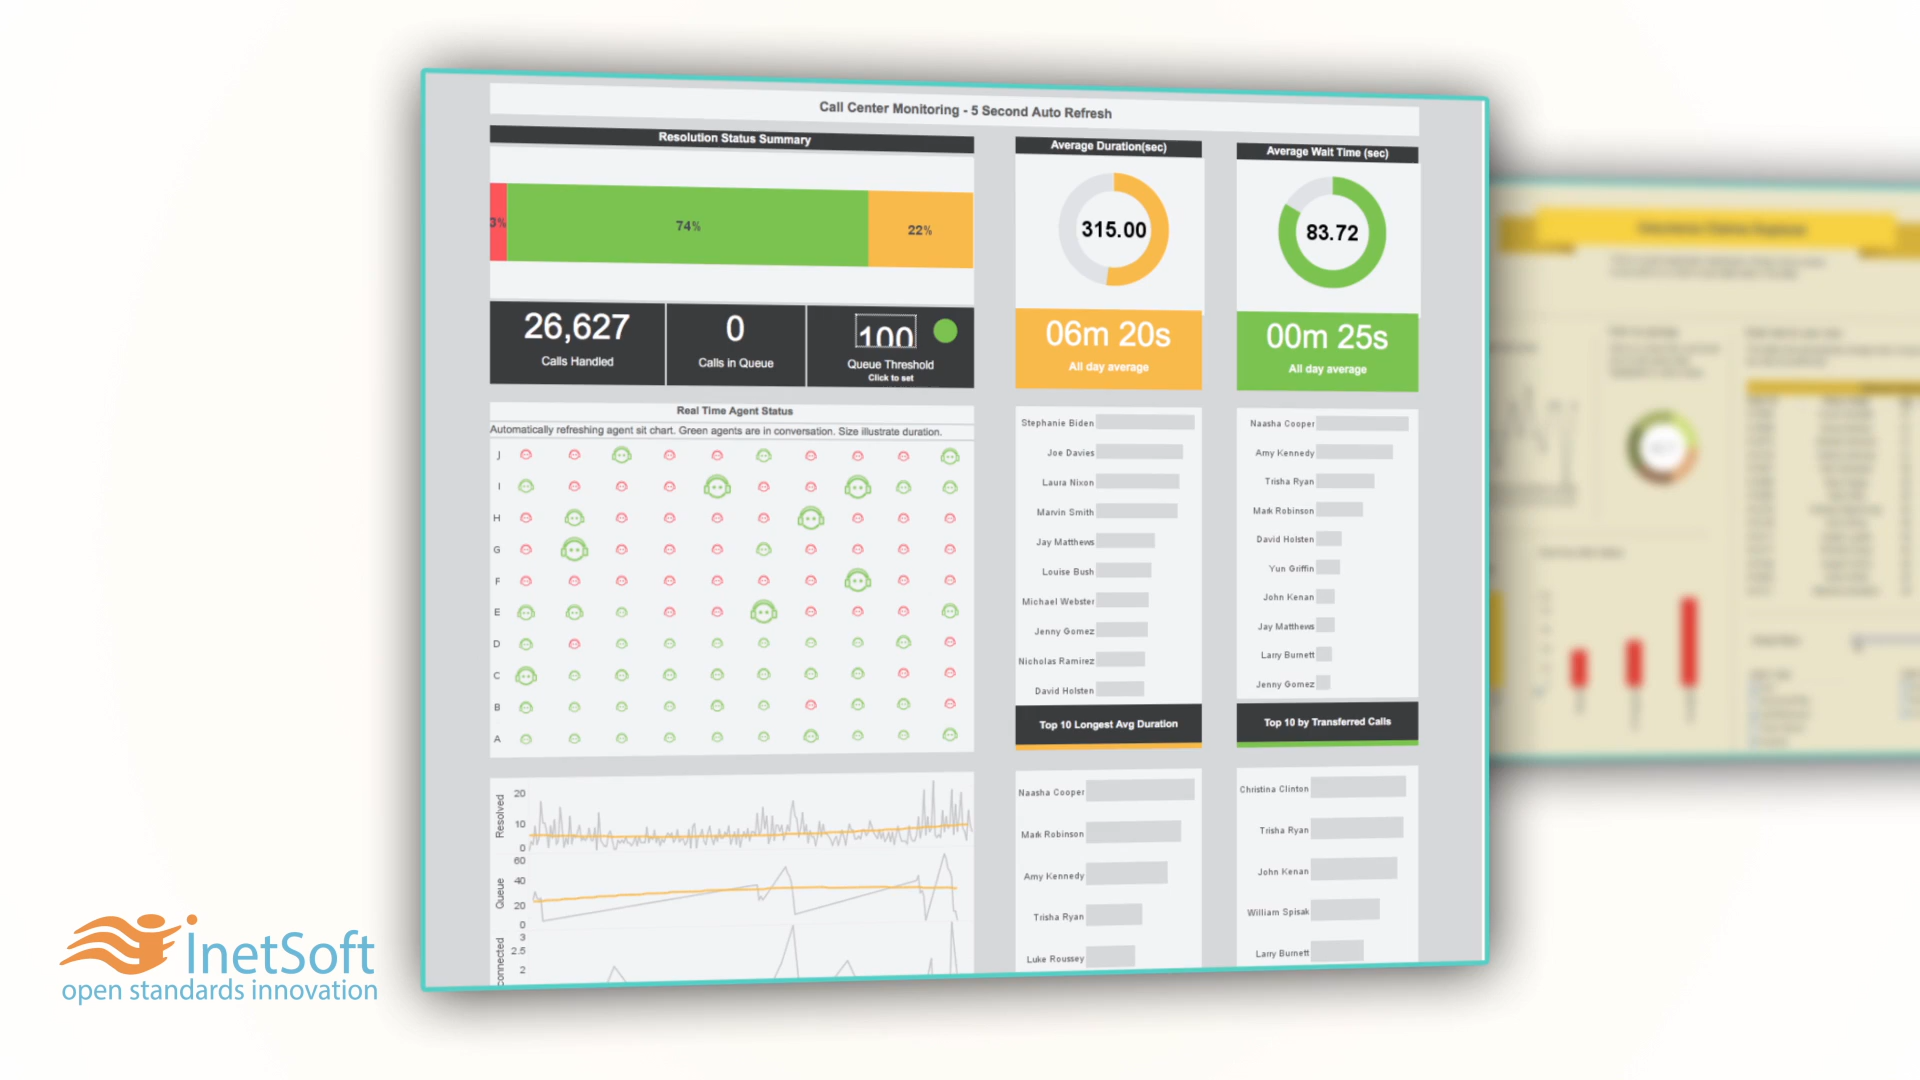 Call Center Monitoring - 5 Second Auto Refresh
Resolution Status Summary
3%
74%
22%
26,627
Calls Handled
0
Calls in Queue
100
Queue Threshold
Click to set
Average Duration(sec)
315.00
06m 20s
All day average
Average Wait Time (sec)
83.72
00m 25s
All day average
Real Time Agent Status
Automatically refreshing agent sit chart. Green agents are in conversation. Size illustrate duration.
J
I
H
G
F
E
D
C
B
A
Stephanie Biden
Joe Davies
Laura Nixon
Marvin Smith
Jay Matthews
Louise Bush
Michael Webster
Jenny Gomez
Nicholas Ramirez
David Holsten
Top 10 Longest Avg Duration
Naasha Cooper
Amy Kennedy
Trisha Ryan
Mark Robinson
David Holsten
Yun Griffin
John Kenan
Jay Matthews
Larry Burnett
Jenny Gomez
Top 10 by Transferred Calls
Resolved
20
10
0
Queue
60
40
20
0
3
2.5
2
Naasha Cooper
Mark Robinson
Amy Kennedy
Trisha Ryan
Luke Roussey
Christina Clinton
Trisha Ryan
John Kenan
William Spisak
Larry Burnett
InetSoft
open standards innovation